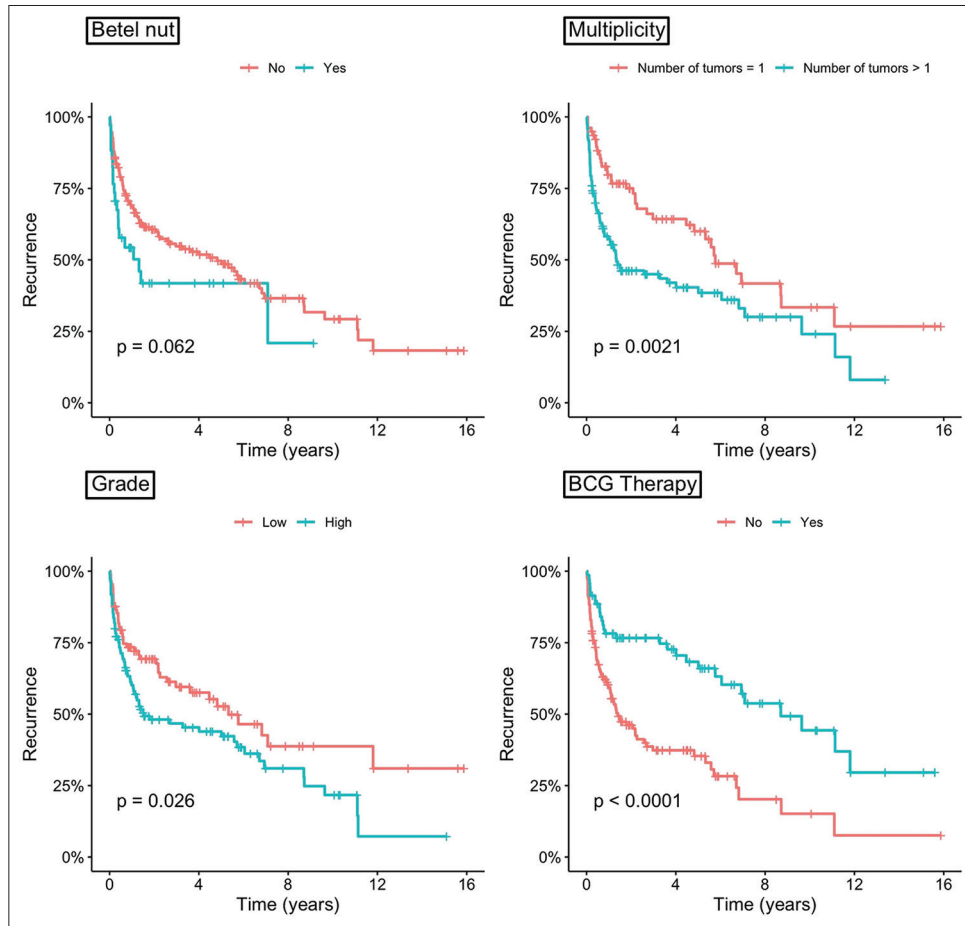 Betel nut
No Yes
100%
75%
50%
25%
0%
Recurrence
p = 0.062
0 4 8 12 16
Time (years)
Multiplicity
Number of tumors = 1 Number of tumors > 1
100%
75%
50%
25%
0%
Recurrence
p = 0.0021
0 4 8 12 16
Time (years)
Grade
Low High
100%
75%
50%
25%
0%
Recurrence
p = 0.026
0 4 8 12 16
Time (years)
BCG Therapy
No Yes
100%
75%
50%
25%
0%
Recurrence
p < 0.0001
0 4 8 12 16
Time (years)